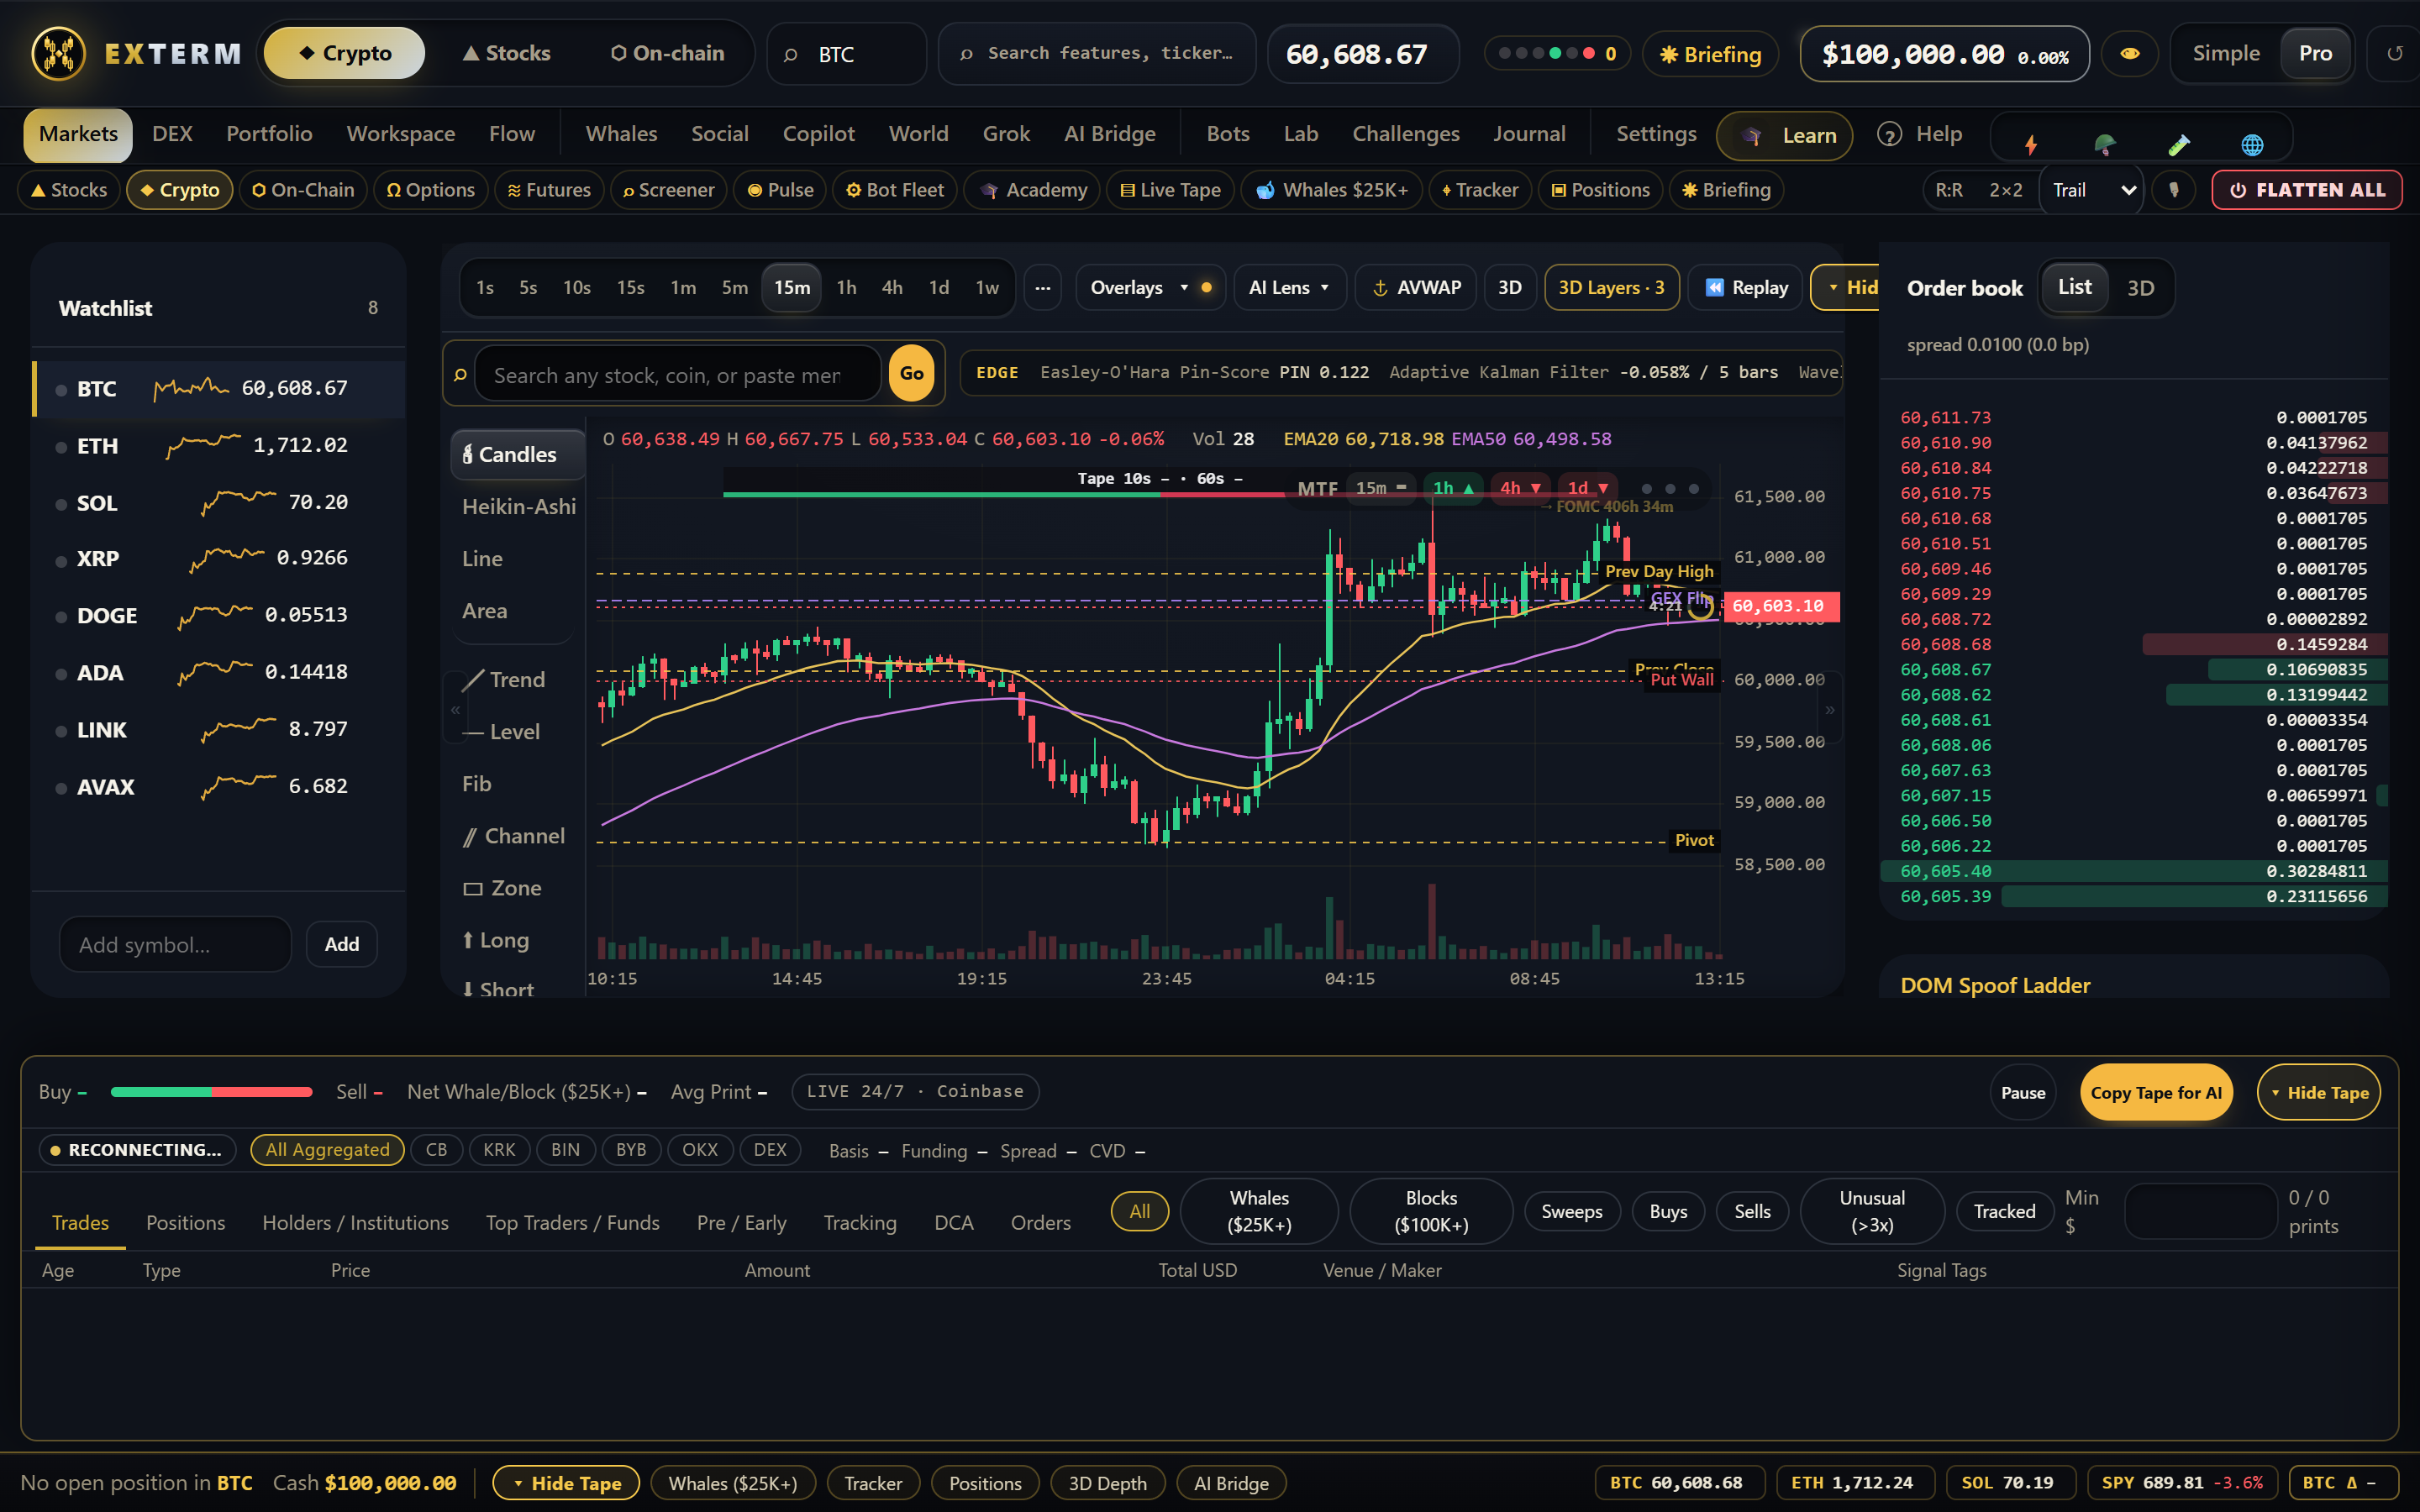 EXTERM
Crypto Stocks On-chain
BTC
Search features, ticker…
60,608.67
0
Briefing
$100,000.00 0.00%
Simple Pro
Markets DEX Portfolio Workspace Flow Whales Social Copilot World Grok AI Bridge Bots Lab Challenges Journal Settings Learn ? Help
Stocks Crypto On-Chain Options Futures Screener Pulse Bot Fleet Academy Live Tape Whales $25K+ Tracker Positions Briefing
R:R 2×2 Trail FLATTEN ALL
Watchlist 8
BTC 60,608.67
ETH 1,712.02
SOL 70.20
XRP 0.9266
DOGE 0.05513
ADA 0.14418
LINK 8.797
AVAX 6.682
Add symbol... Add
1s 5s 10s 15s 1m 5m 15m 1h 4h 1d 1w ... Overlays AI Lens AVWAP 3D 3D Layers · 3 Replay Hid
Search any stock, coin, or paste mer Go
EDGE Easley-O'Hara Pin-Score PIN 0.122 Adaptive Kalman Filter -0.058% / 5 bars Wavel
Candles
Heikin-Ashi
Line
Area
Trend
Level
Fib
Channel
Zone
Long
Short
O 60,638.49 H 60,667.75 L 60,533.04 C 60,603.10 -0.06% Vol 28 EMA20 60,718.98 EMA50 60,498.58
Tape 10s – · 60s –
MTF 15m 1h ▲ 4h ▼ 1d ▼
→ FOMC 406h 34m
61,500.00
61,000.00
Prev Day High
GEX Flip
4:21
60,603.10
60,500.00
Prev Close
Put Wall
60,000.00
59,500.00
59,000.00
Pivot
58,500.00
10:15 14:45 19:15 23:45 04:15 08:45 13:15
Order book List 3D
spread 0.0100 (0.0 bp)
60,611.73 0.0001705
60,610.90 0.04137962
60,610.84 0.04222718
60,610.75 0.03647673
60,610.68 0.0001705
60,610.51 0.0001705
60,609.46 0.0001705
60,609.29 0.0001705
60,608.72 0.00002892
60,608.68 0.1459284
60,608.67 0.10690835
60,608.62 0.13199442
60,608.61 0.00003354
60,608.06 0.0001705
60,607.63 0.0001705
60,607.15 0.00659971
60,606.50 0.0001705
60,606.22 0.0001705
60,605.40 0.30284811
60,605.39 0.23115656
DOM Spoof Ladder
Buy – Sell – Net Whale/Block ($25K+) – Avg Print – LIVE 24/7 · Coinbase
Pause Copy Tape for AI Hide Tape
RECONNECTING… All Aggregated CB KRK BIN BYB OKX DEX Basis – Funding – Spread – CVD –
Trades Positions Holders / Institutions Top Traders / Funds Pre / Early Tracking DCA Orders
All Whales ($25K+) Blocks ($100K+) Sweeps Buys Sells Unusual (>3x) Tracked Min $ 0 / 0 prints
Age Type Price Amount Total USD Venue / Maker Signal Tags
No open position in BTC Cash $100,000.00 Hide Tape Whales ($25K+) Tracker Positions 3D Depth AI Bridge
BTC 60,608.68 ETH 1,712.24 SOL 70.19 SPY 689.81 -3.6% BTC Δ –